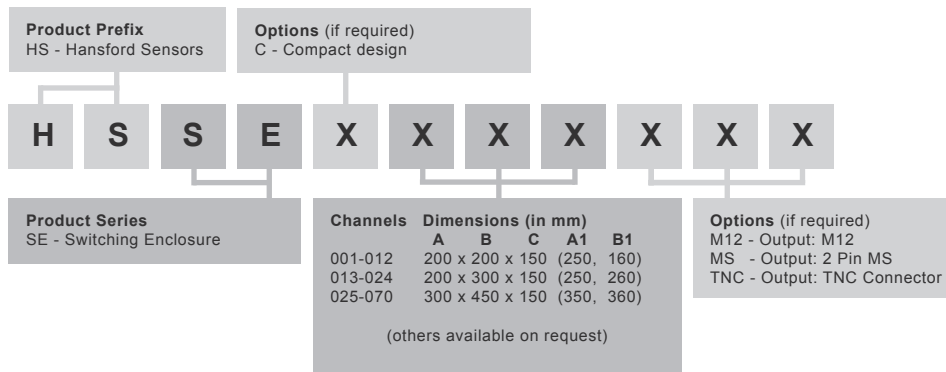 Product Prefix
HS - Hansford Sensors
Options (if required)
C - Compact design
H S S E X X X X X X X
Product Series
SE - Switching Enclosure
Channels Dimensions (in mm)
A B C A1 B1
001-012 200 x 200 x 150 (250, 160)
013-024 200 x 300 x 150 (250, 260)
025-070 300 x 450 x 150 (350, 360)
(others available on request)
Options (if required)
M12 - Output: M12
MS - Output: 2 Pin MS
TNC - Output: TNC Connector